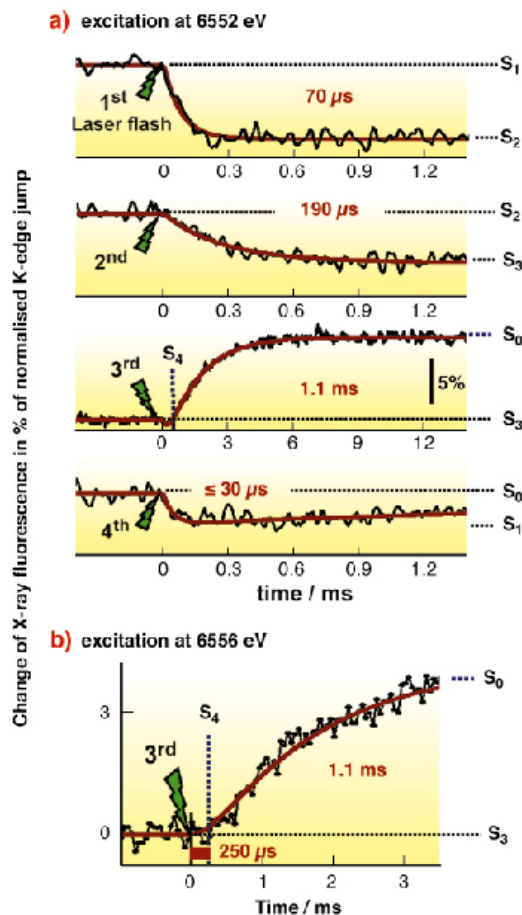 a) excitation at 6552 eV
S1
1st
Laser flash
70 µs
S2
0 0.3 0.6 0.9 1.2
190 µs
S2
2nd
S3
0 0.3 0.6 0.9 1.2
S0
3rd
S4
5%
1.1 ms
S3
0 3 6 9 12
≤ 30 µs
S0
4th
S1
0 0.3 0.6 0.9 1.2
time / ms
Change of X-ray fluorescence in % of normalised K-edge jump
b) excitation at 6556 eV
S0
3
S4
3rd
1.1 ms
0
S3
250 µs
0 1 2 3
Time / ms